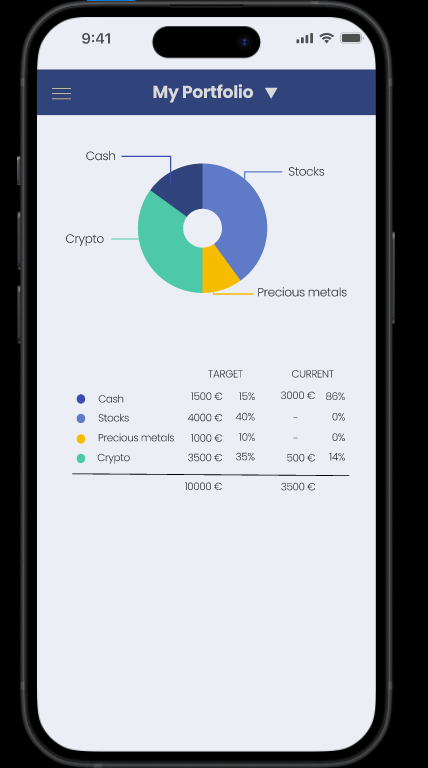 9:41
My Portfolio
Cash
Stocks
Crypto
Precious metals
TARGET CURRENT
Cash 1500 € 15% 3000 € 86%
Stocks 4000 € 40% - 0%
Precious metals 1000 € 10% - 0%
Crypto 3500 € 35% 500 € 14%
10000 € 3500 €